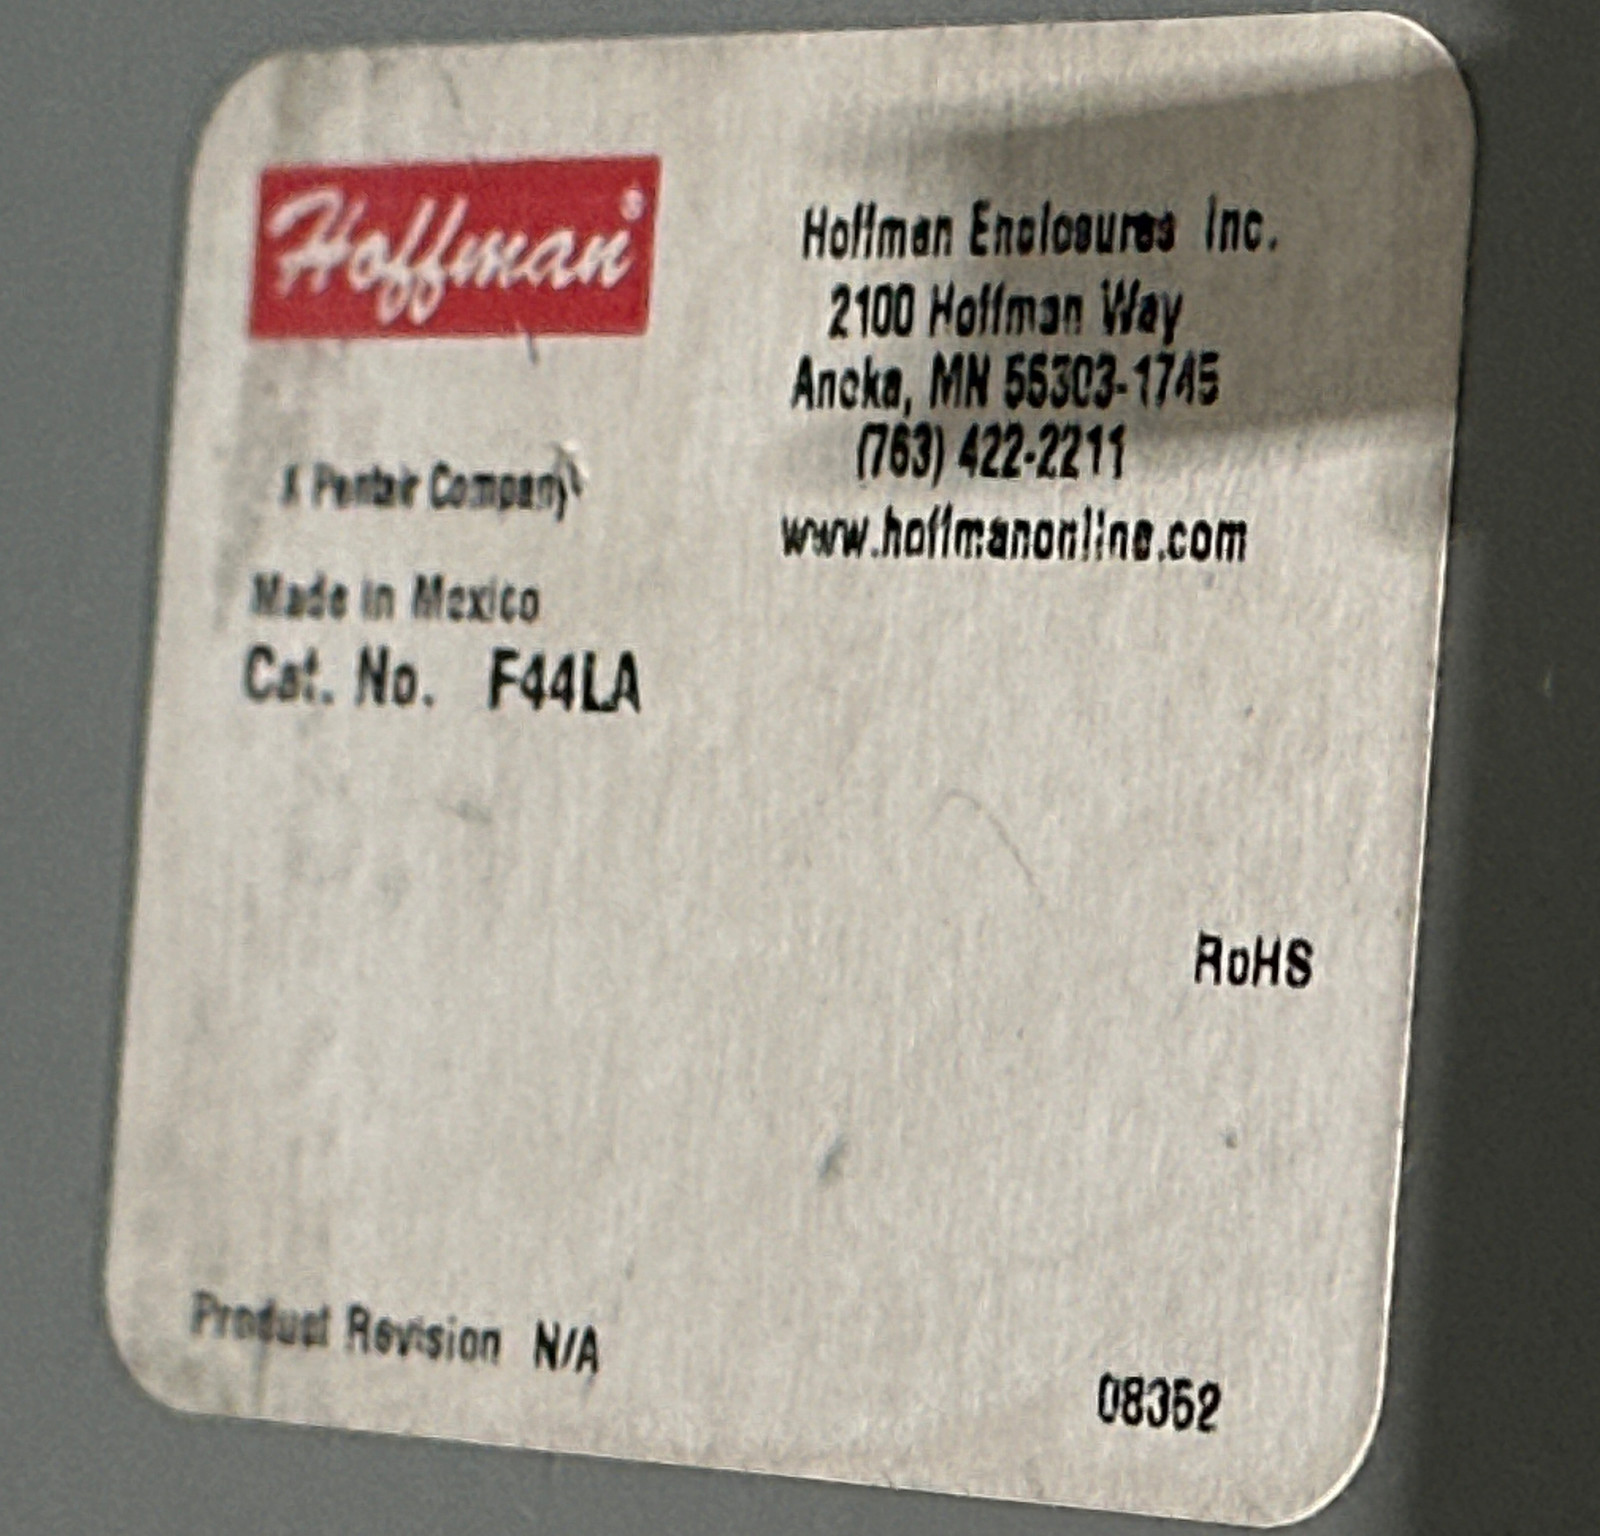 Hoffman®
Hoffman Enclosures Inc.
2100 Hoffman Way
Anoka, MN 55303-1745
(763) 422-2211
www.hoffmanonline.com
A Pentair Company
Made in Mexico
Cat. No. F44LA
RoHS
Product Revision N/A
08352